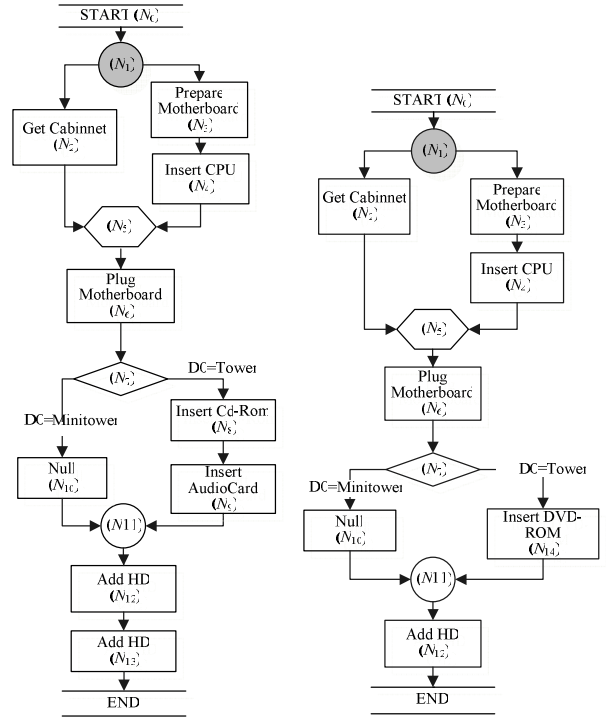 START (N0)
(N1)
Get Cabinnet
(N2)
Prepare
Motherboard
(N3)
Insert CPU
(N4)
(N5)
Plug
Motherboard
(N6)
(N7)
DC=Tower
DC=Minitower
Insert Cd-Rom
(N8)
Null
(N10)
Insert
AudioCard
(N9)
(N11)
Add HD
(N12)
Add HD
(N13)
END
START (N0)
(N1)
Get Cabinnet
(N2)
Prepare
Motherboard
(N3)
Insert CPU
(N4)
(N5)
Plug
Motherboard
(N6)
(N7)
DC=Tower
DC=Minitower
Null
(N10)
Insert DVD-
ROM
(N14)
(N11)
Add HD
(N12)
END